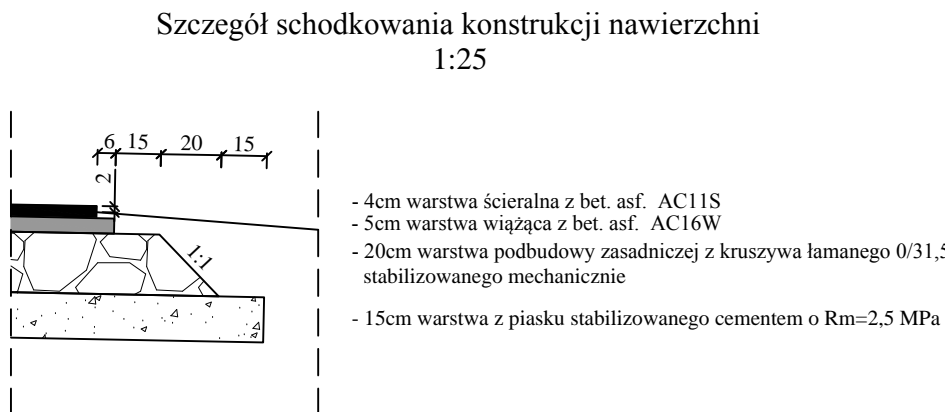 Szczegół schodkowania konstrukcji nawierzchni
1:25
6 15 20 15
2
1:1
- 4cm warstwa ścieralna z bet. asf. AC11S
- 5cm warstwa wiążąca z bet. asf. AC16W
- 20cm warstwa podbudowy zasadniczej z kruszywa łamanego 0/31,5
stabilizowanego mechanicznie
- 15cm warstwa z piasku stabilizowanego cementem o Rm=2,5 MPa